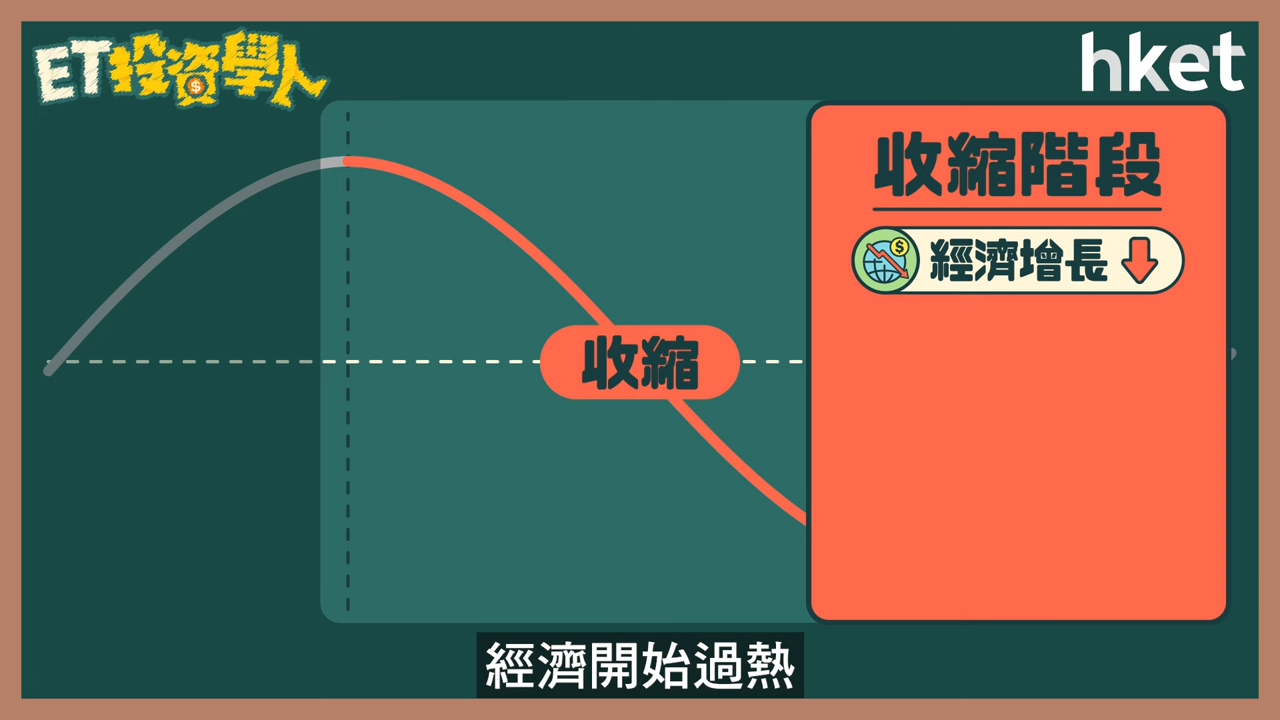 ET投資學人
hket
收縮階段
$ 經濟增長
收縮
經濟開始過熱